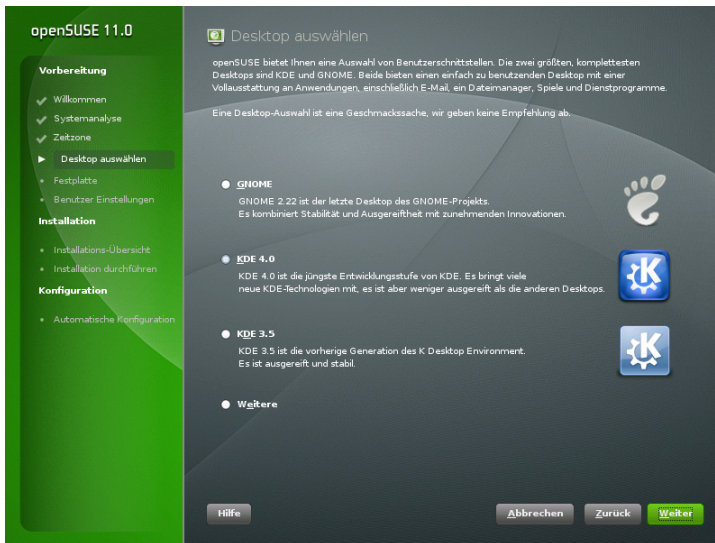 openSUSE 11.0
Vorbereitung
Willkommen
Systemanalyse
Zeitzone
Desktop auswählen
Festplatte
Benutzer Einstellungen
Installation
Installations-Übersicht
Installation durchführen
Konfiguration
Automatische Konfiguration
Desktop auswählen
openSUSE bietet Ihnen eine Auswahl von Benutzerschnittstellen. Die zwei größten, komplettesten
Desktops sind KDE und GNOME. Beide bieten einen einfach zu benutzenden Desktop mit einer
Vollausstattung an Anwendungen, einschließlich E-Mail, ein Dateimanager, Spiele und Dienstprogramme.
Eine Desktop-Auswahl ist eine Geschmackssache, wir geben keine Empfehlung ab.
GNOME
GNOME 2.22 ist der letzte Desktop des GNOME-Projekts.
Es kombiniert Stabilität und Ausgereiftheit mit zunehmenden Innovationen.
KDE 4.0
KDE 4.0 ist die jüngste Entwicklungsstufe von KDE. Es bringt viele
neue KDE-Technologien mit, es ist aber weniger ausgereift als die anderen Desktops.
KDE 3.5
KDE 3.5 ist die vorherige Generation des K Desktop Environment.
Es ist ausgereift und stabil.
Weitere
Hilfe
Abbrechen
Zurück
Weiter